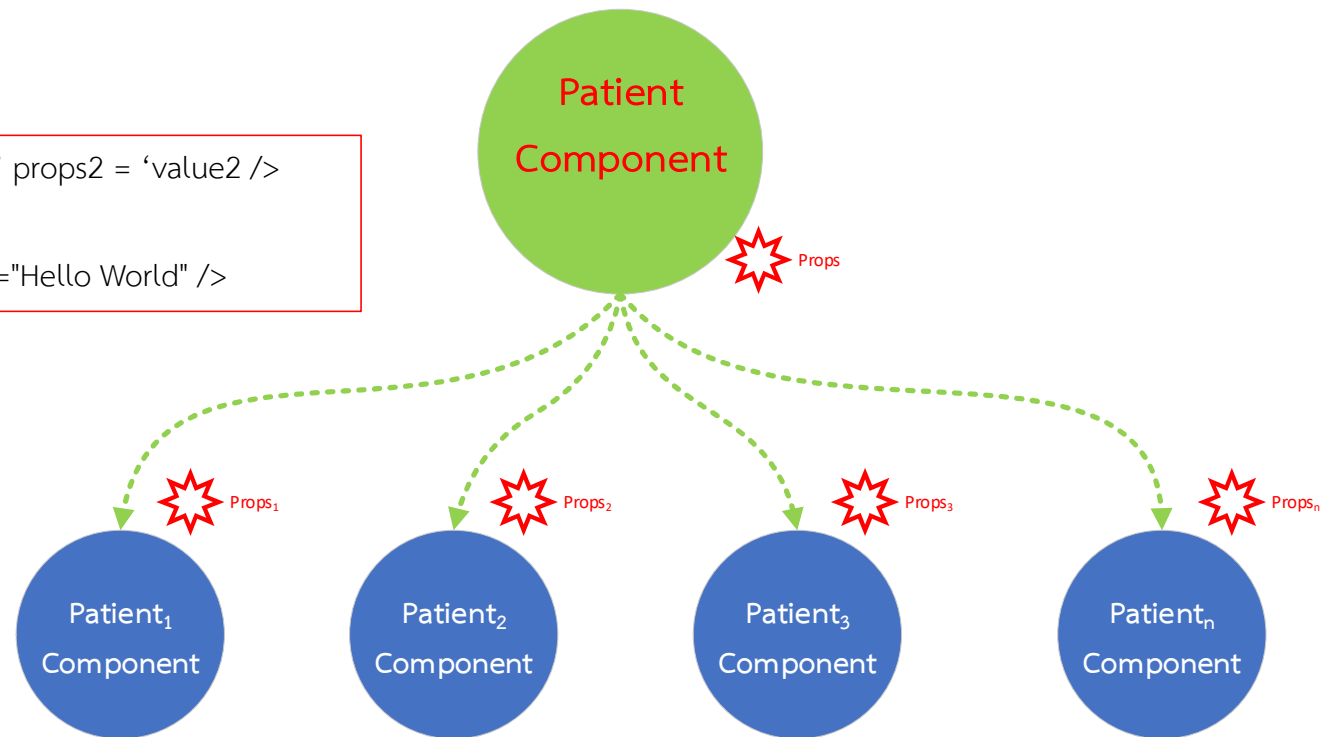 Patient
Component
' props2 = ‘value2 />
="Hello World" />
Props
Props₁
Props₂
Props₃
Propsₙ
Patient₁
Component
Patient₂
Component
Patient₃
Component
Patientₙ
Component